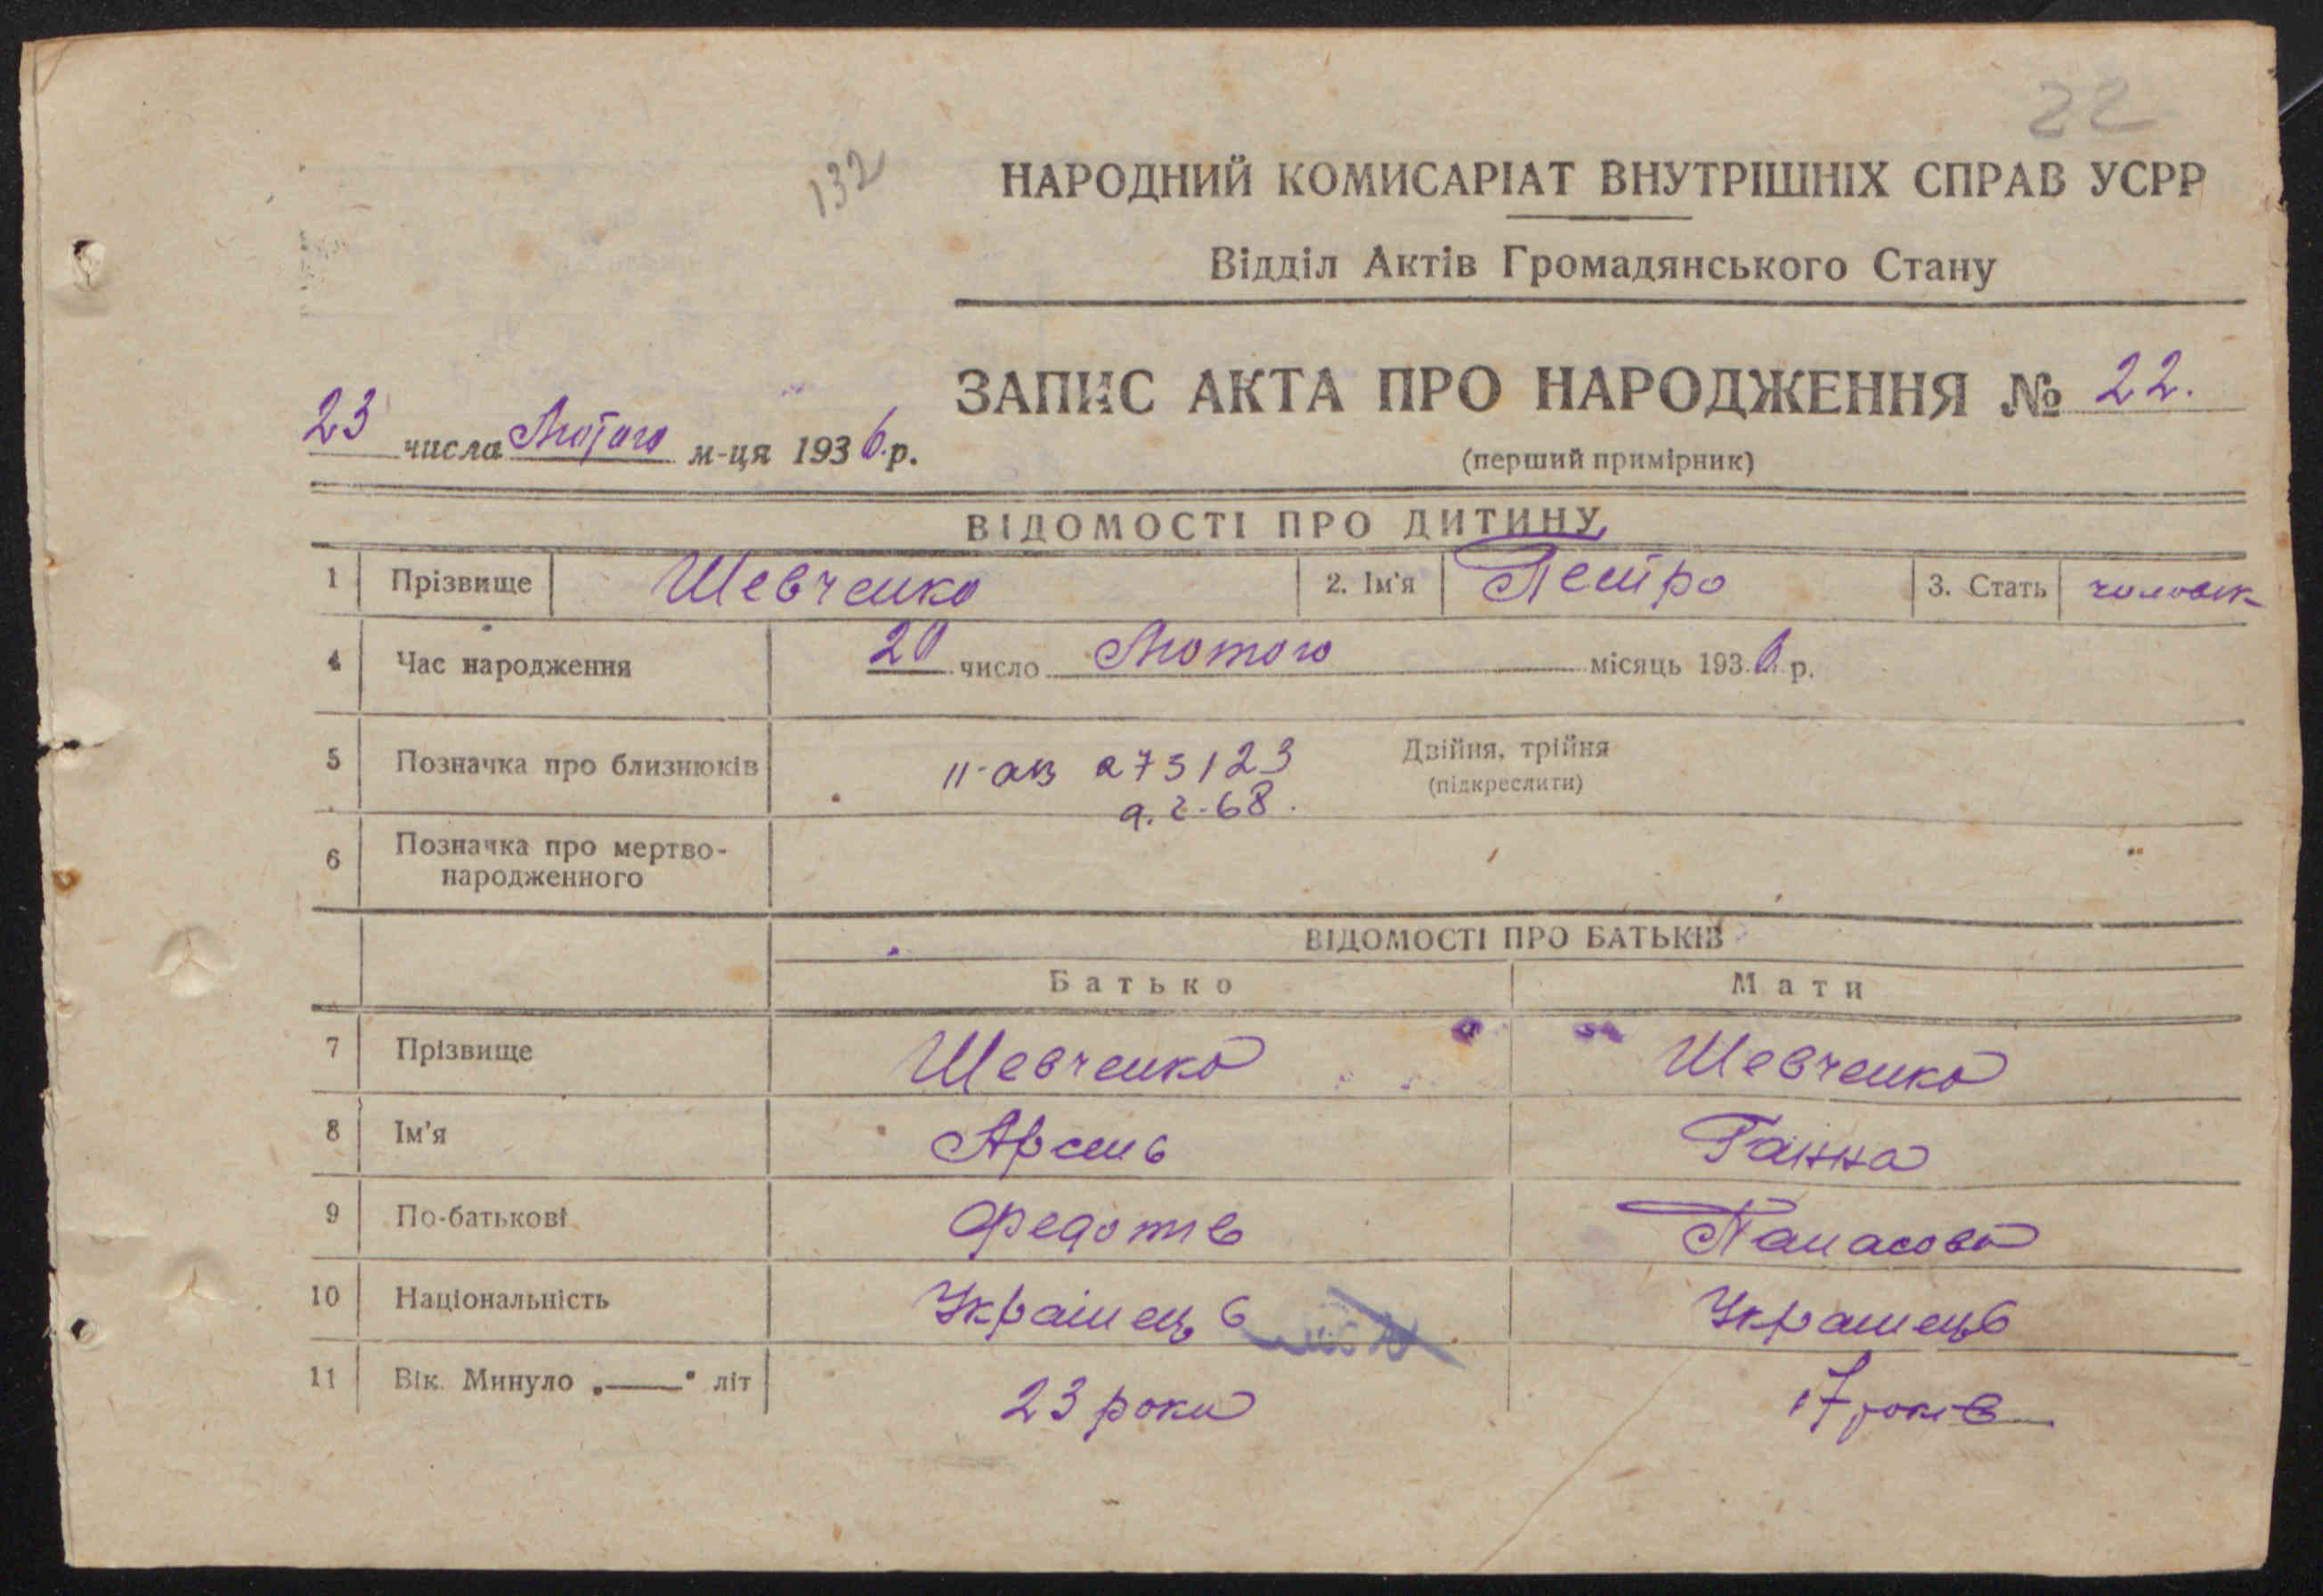 22
132
НАРОДНИЙ КОМИСАРІАТ ВНУТРІШНІХ СПРАВ УСРР
Відділ Актів Громадянського Стану
ЗАПИС АКТА ПРО НАРОДЖЕННЯ № 22.
23 числа Лютого м-ця 1936 р.
(перший примірник)
ВІДОМОСТІ ПРО ДИТИНУ
1 Прізвище Шевченко 2. Ім'я Петро 3. Стать чоловік
4 Час народження 20 число Лютого місяць 1936 р.
5 Позначка про близнюків II-АЗ 273123 Двійня, трійня
(підкреслити)
9.2-68.
6 Позначка про мертво-
народженного
ВІДОМОСТІ ПРО БАТЬКІВ
Батько Мати
7 Прізвище Шевченко Шевченко
8 Ім'я Арсень Ганна
9 По-батькові Федотів Панасова
10 Національність Українець Українець
11 Вік. Минуло „—" літ 23 роки 17 років